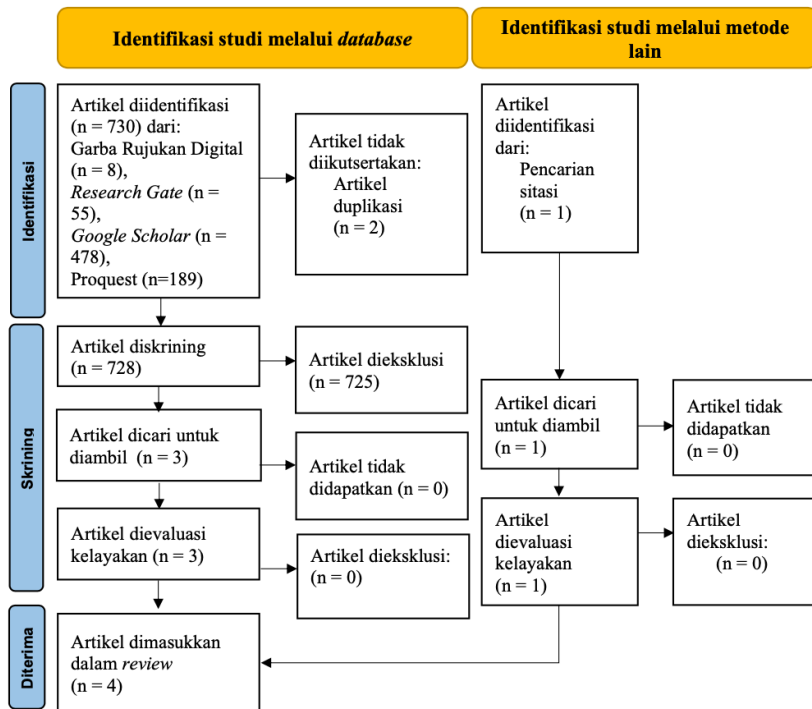 Identifikasi studi melalui database
Identifikasi studi melalui metode
lain
Identifikasi
Artikel diidentifikasi
(n = 730) dari:
Garba Rujukan Digital
(n = 8),
Research Gate (n =
55),
Google Scholar (n =
478),
Proquest (n=189)
Artikel tidak
diikutsertakan:
Artikel
duplikasi
(n = 2)
Artikel
diidentifikasi
dari:
Pencarian
sitasi
(n = 1)
Skrining
Artikel diskrining
(n = 728)
Artikel dieksklusi
(n = 725)
Artikel dicari untuk
diambil (n = 3)
Artikel tidak
didapatkan (n = 0)
Artikel dicari
untuk diambil
(n = 1)
Artikel tidak
didapatkan
(n = 0)
Artikel dievaluasi
kelayakan (n = 3)
Artikel dieksklusi:
(n = 0)
Artikel
dievaluasi
kelayakan
(n = 1)
Artikel
dieksklusi:
(n = 0)
Diterima
Artikel dimasukkan
dalam review
(n = 4)